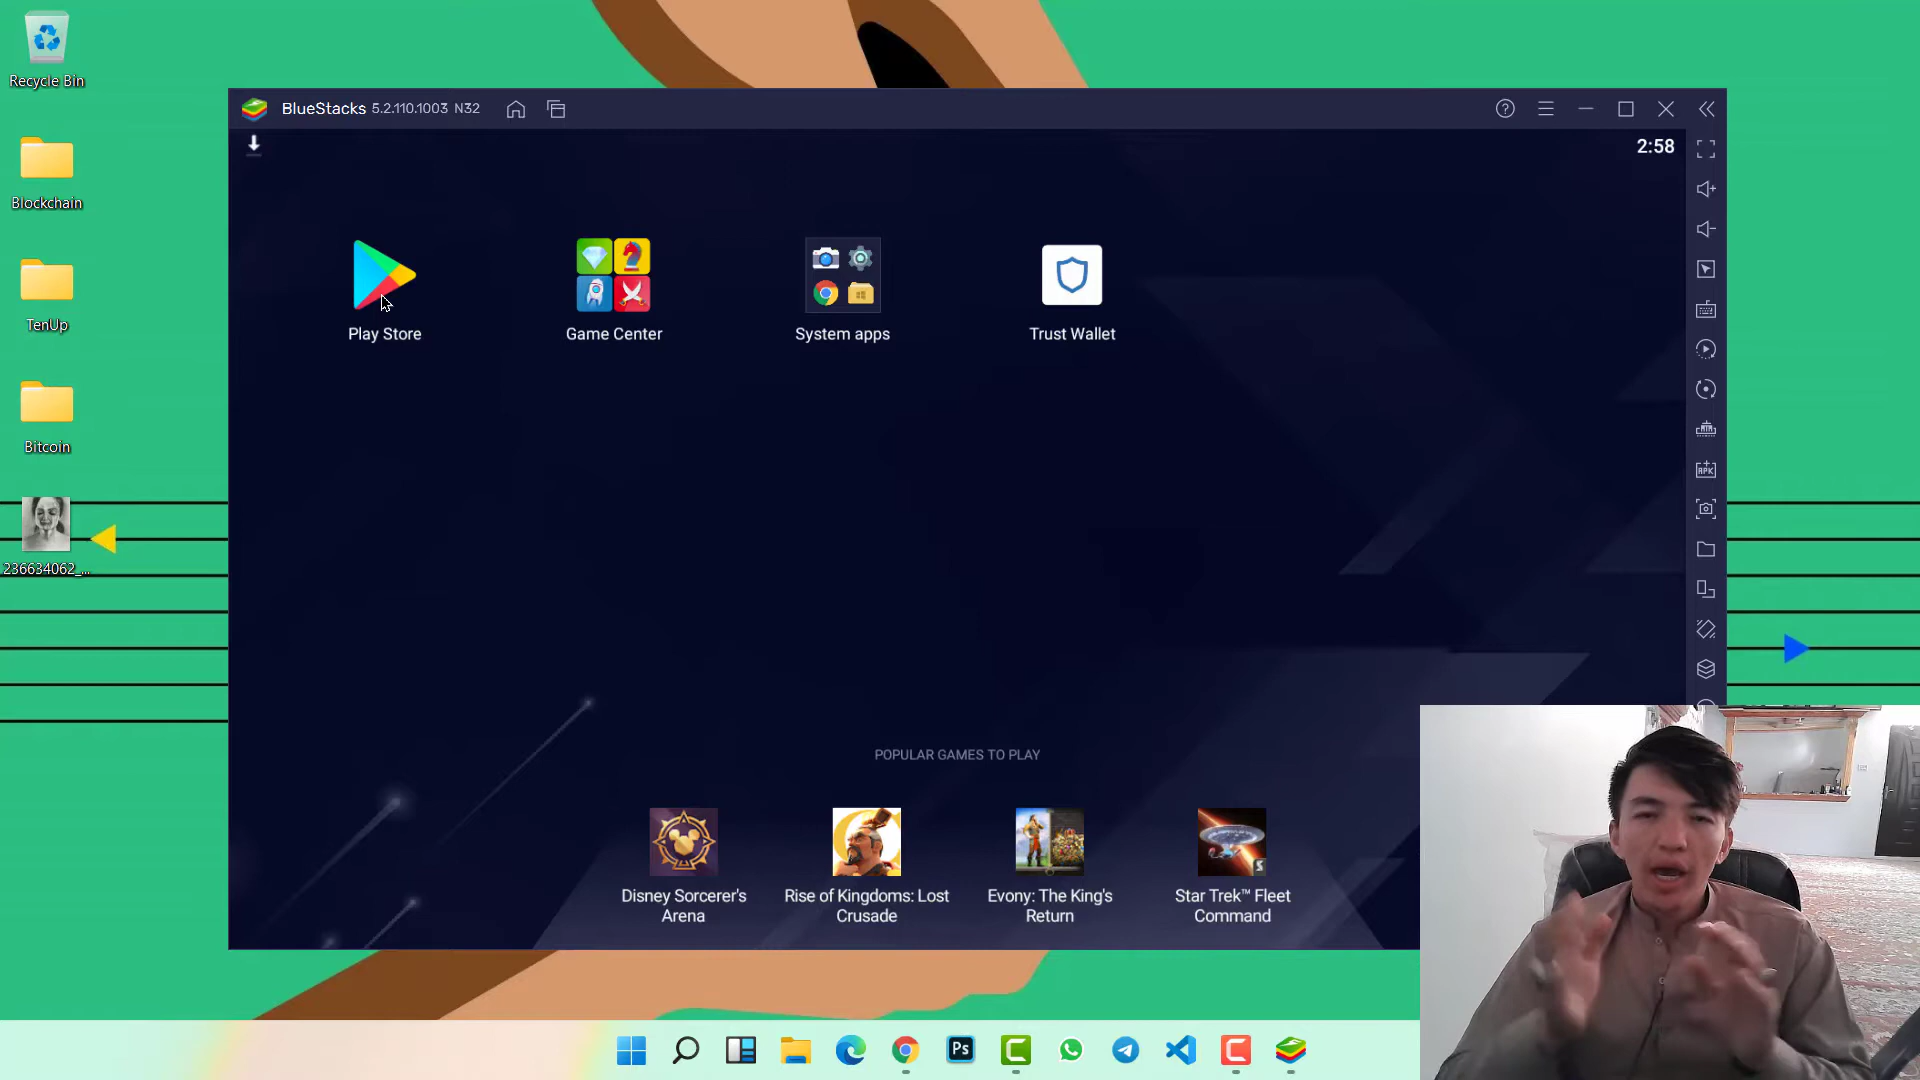 Recycle Bin
Blockchain
TenUp
Bitcoin
236634062_...
BlueStacks 5.2.110.1003 N32
2:58
Play Store
Game Center
System apps
Trust Wallet
POPULAR GAMES TO PLAY
Disney Sorcerer's
Arena
Rise of Kingdoms: Lost
Crusade
Evony: The King's
Return
Star Trek™ Fleet
Command
APK
Ps